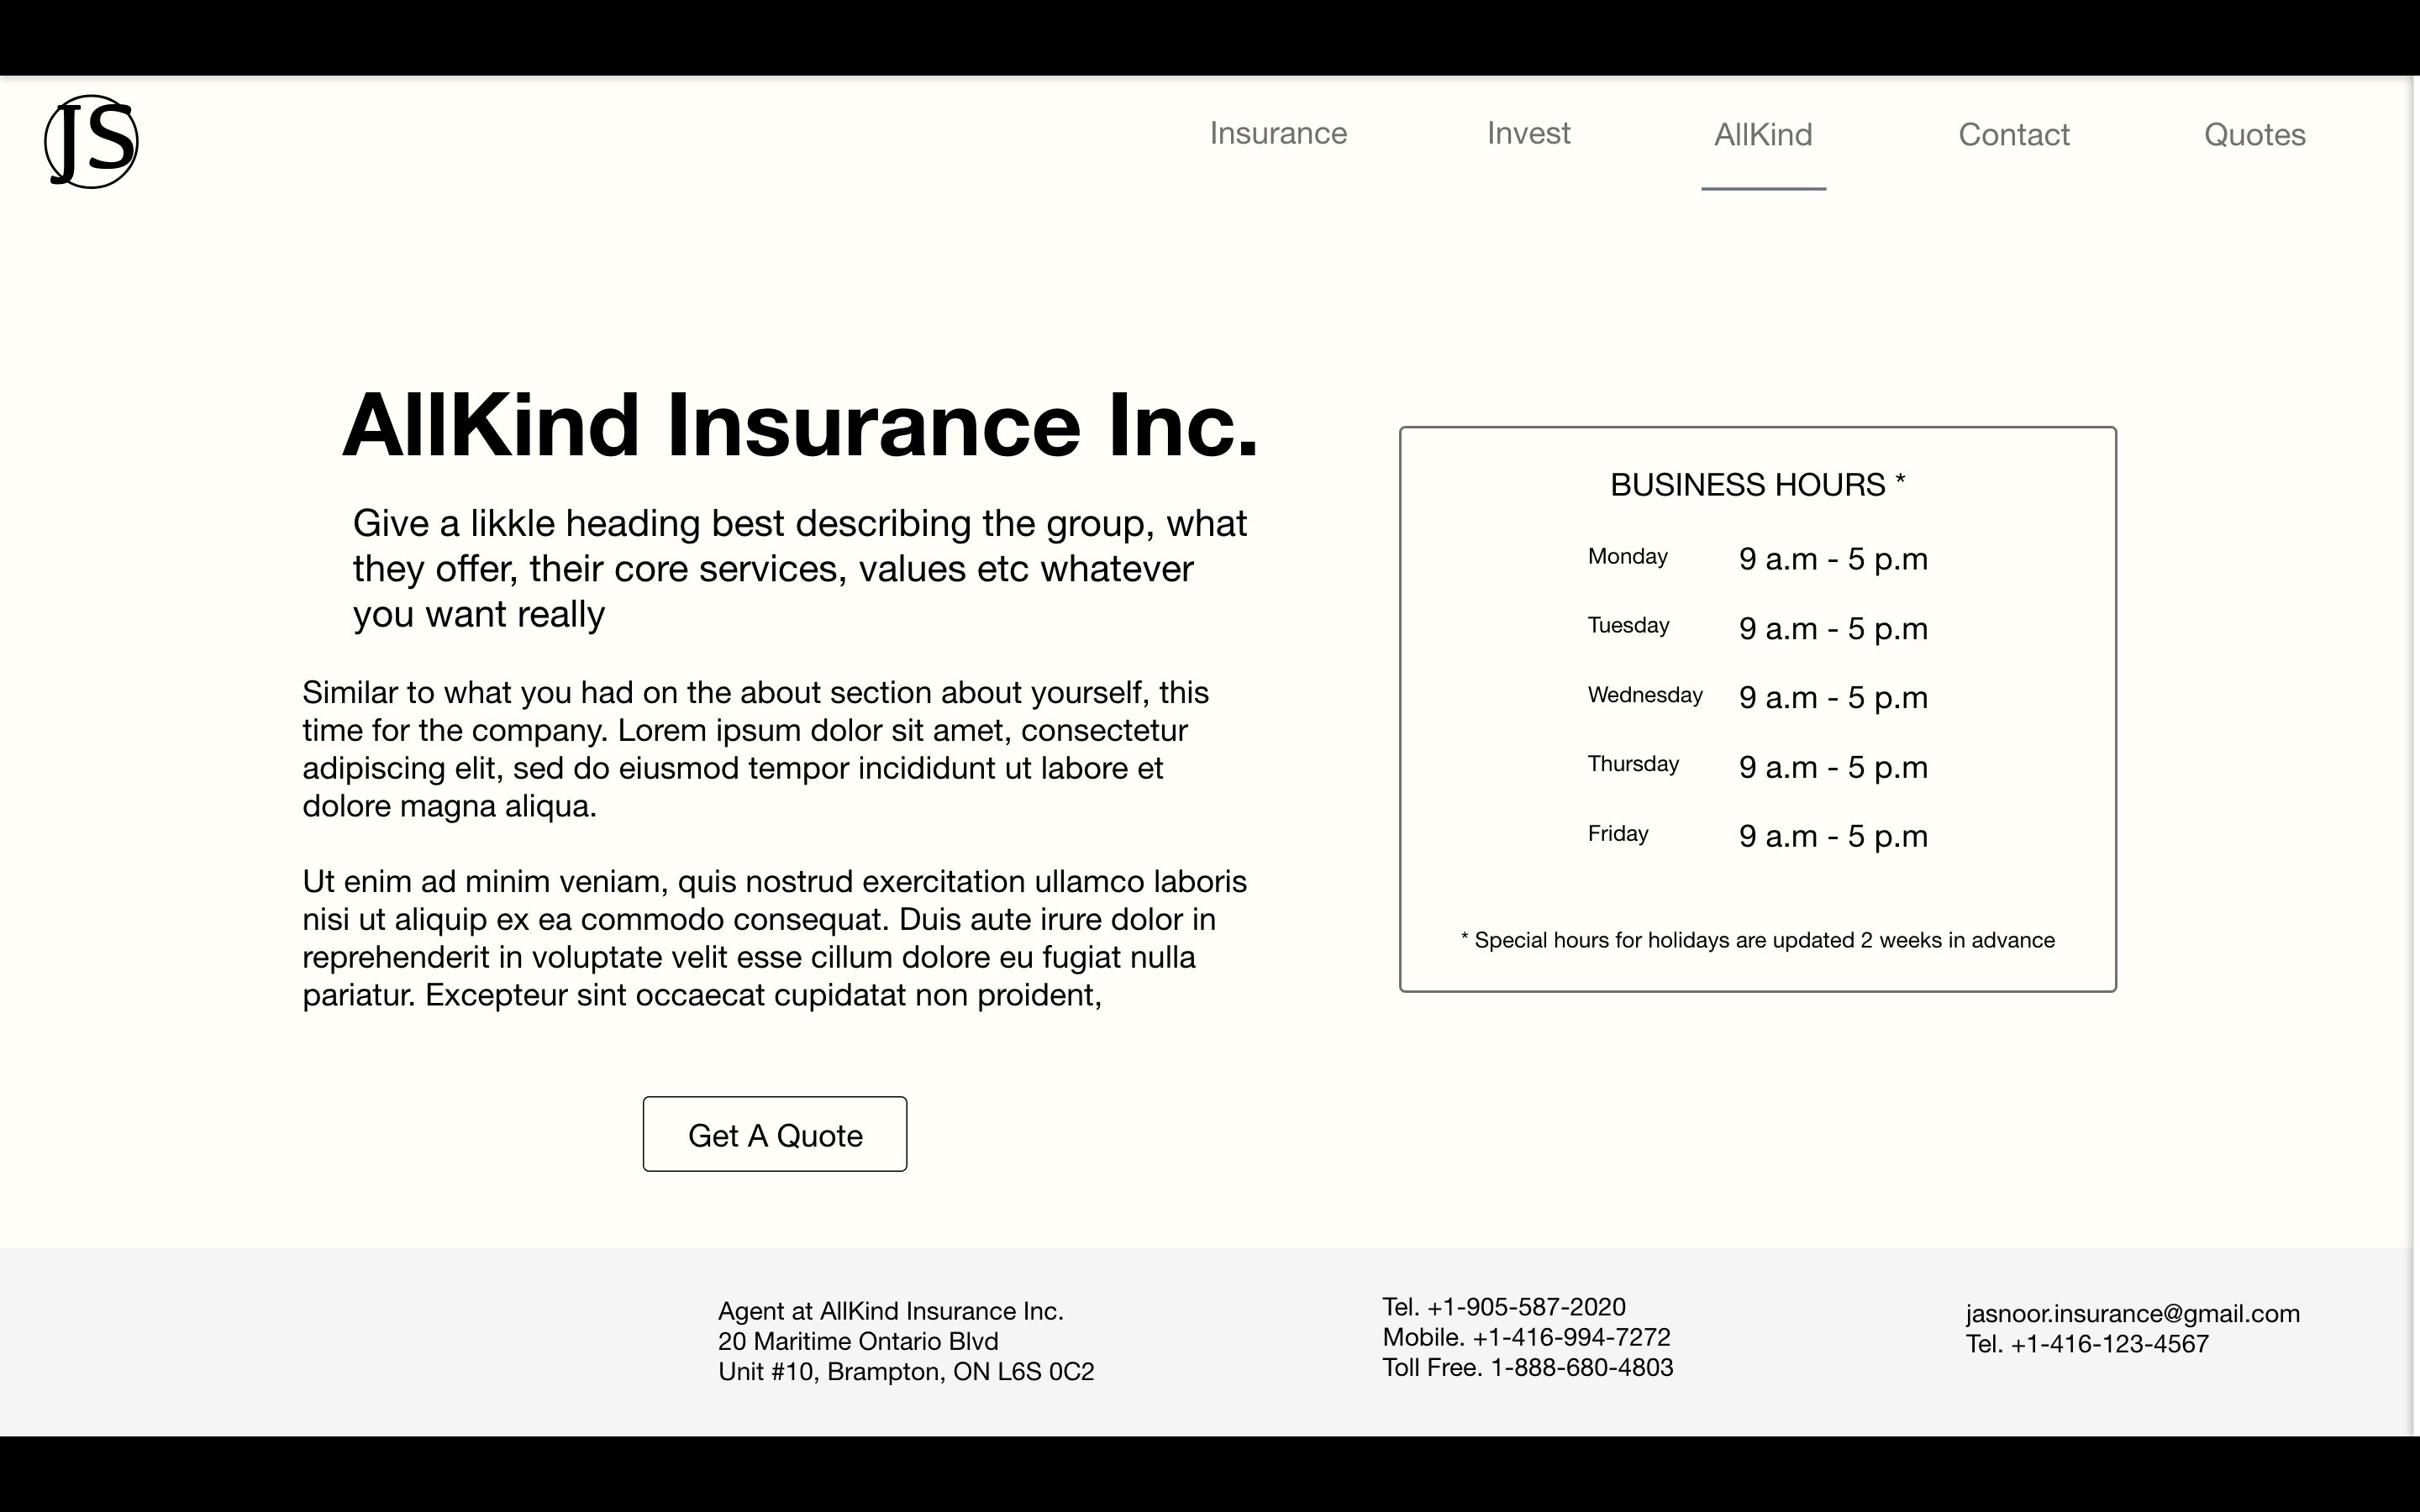 JS
Insurance
Invest
AllKind
Contact
Quotes
AllKind Insurance Inc.
Give a likkle heading best describing the group, what
they offer, their core services, values etc whatever
you want really
Similar to what you had on the about section about yourself, this
time for the company. Lorem ipsum dolor sit amet, consectetur
adipiscing elit, sed do eiusmod tempor incididunt ut labore et
dolore magna aliqua.
Ut enim ad minim veniam, quis nostrud exercitation ullamco laboris
nisi ut aliquip ex ea commodo consequat. Duis aute irure dolor in
reprehenderit in voluptate velit esse cillum dolore eu fugiat nulla
pariatur. Excepteur sint occaecat cupidatat non proident,
Get A Quote
BUSINESS HOURS *
Monday 9 a.m - 5 p.m
Tuesday 9 a.m - 5 p.m
Wednesday 9 a.m - 5 p.m
Thursday 9 a.m - 5 p.m
Friday 9 a.m - 5 p.m
* Special hours for holidays are updated 2 weeks in advance
Agent at AllKind Insurance Inc.
20 Maritime Ontario Blvd
Unit #10, Brampton, ON L6S 0C2
Tel. +1-905-587-2020
Mobile. +1-416-994-7272
Toll Free. 1-888-680-4803
jasnoor.insurance@gmail.com
Tel. +1-416-123-4567